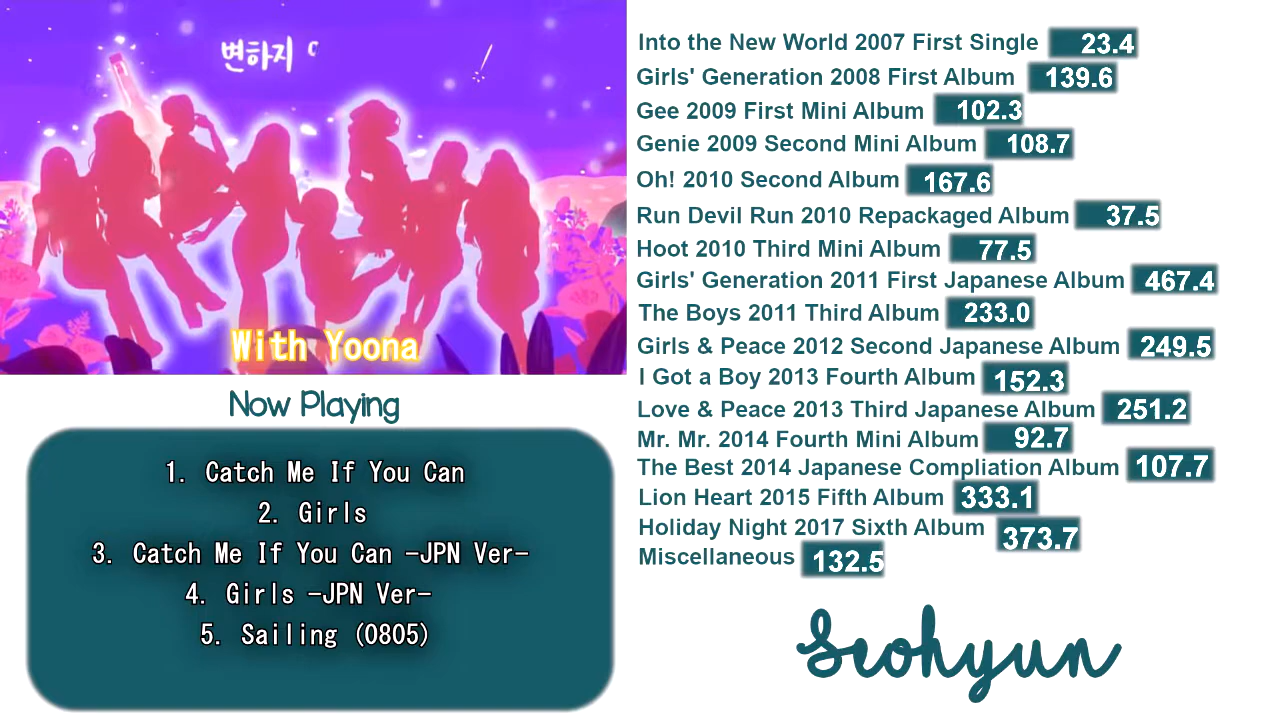 변하지
With Yoona
Now Playing
1. Catch Me If You Can
2. Girls
3. Catch Me If You Can -JPN Ver-
4. Girls -JPN Ver-
5. Sailing (0805)
Into the New World 2007 First Single 23.4
Girls' Generation 2008 First Album 139.6
Gee 2009 First Mini Album 102.3
Genie 2009 Second Mini Album 108.7
Oh! 2010 Second Album 167.6
Run Devil Run 2010 Repackaged Album 37.5
Hoot 2010 Third Mini Album 77.5
Girls' Generation 2011 First Japanese Album 467.4
The Boys 2011 Third Album 233.0
Girls & Peace 2012 Second Japanese Album 249.5
I Got a Boy 2013 Fourth Album 152.3
Love & Peace 2013 Third Japanese Album 251.2
Mr. Mr. 2014 Fourth Mini Album 92.7
The Best 2014 Japanese Compliation Album 107.7
Lion Heart 2015 Fifth Album 333.1
Holiday Night 2017 Sixth Album 373.7
Miscellaneous 132.5
Seohyun